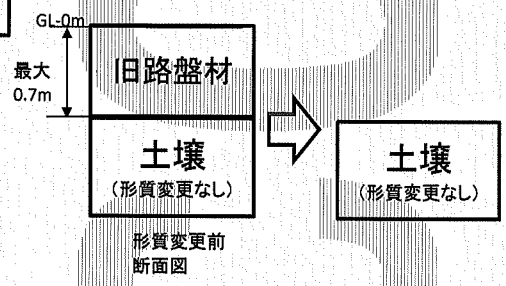 GL-0m
最大
0.7m
旧路盤材
土壌
（形質変更なし）
形質変更前
断面図
土壌
（形質変更なし）